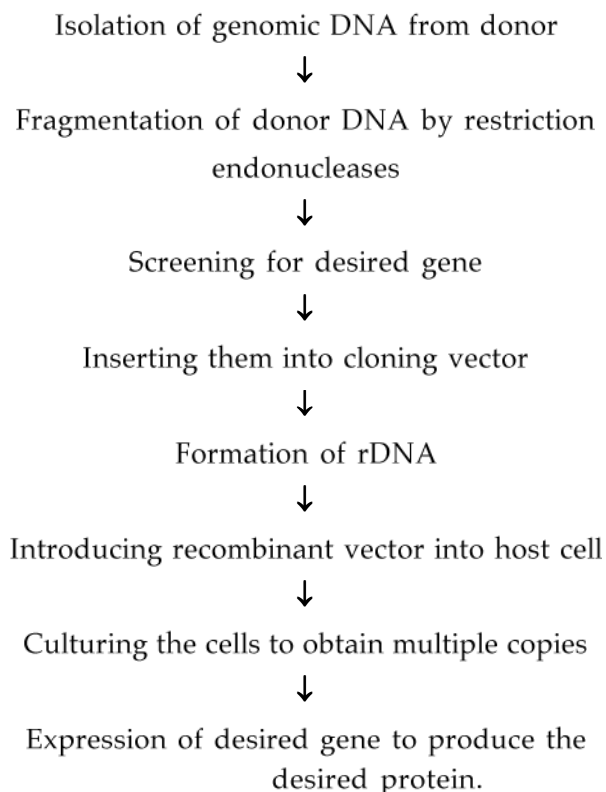 Isolation of genomic DNA from donor
↓
Fragmentation of donor DNA by restriction
endonucleases
↓
Screening for desired gene
↓
Inserting them into cloning vector
↓
Formation of rDNA
↓
Introducing recombinant vector into host cell
↓
Culturing the cells to obtain multiple copies
↓
Expression of desired gene to produce the
desired protein.